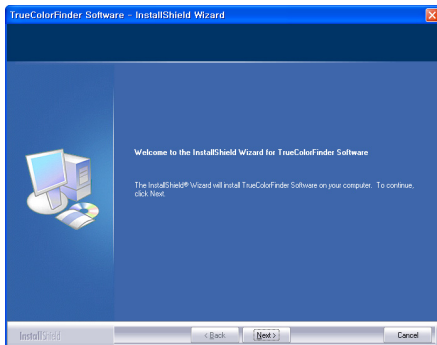 TrueColorFinder Software - InstallShield Wizard
Welcome to the InstallShield Wizard for TrueColorFinder Software
The InstallShield® Wizard will install TrueColorFinder Software on your computer. To continue,
click Next.
InstallShield
< Back
Next >
Cancel